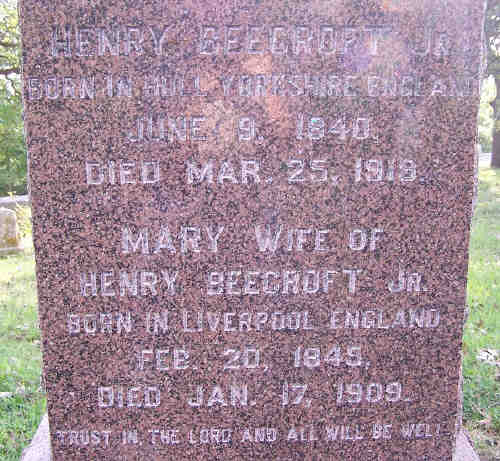 HENRY BEECROFT JR.
BORN IN HULL YORKSHIRE ENGLAND
JUNE 9, 1840.
DIED MAR. 25, 1918.
MARY WIFE OF
HENRY BEECROFT JR.
BORN IN LIVERPOOL ENGLAND
FEB. 20, 1845,
DIED JAN. 17, 1909.
TRUST IN THE LORD AND ALL WILL BE WELL